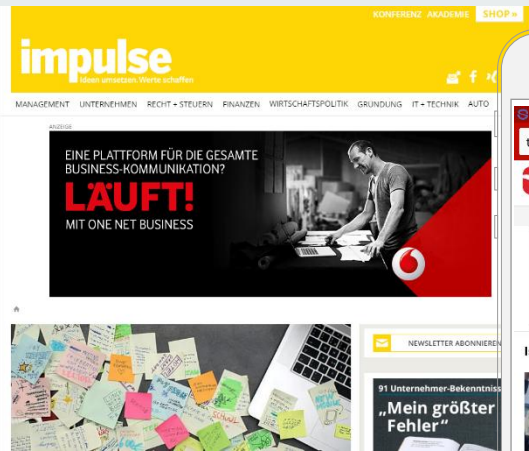 KONFERENZ AKADEMIE SHOP »
impulse
Ideen umsetzen. Werte schaffen
MANAGEMENT UNTERNEHMEN RECHT + STEUERN FINANZEN WIRTSCHAFTSPOLITIK GRÜNDUNG IT + TECHNIK AUTO
ANZEIGE
EINE PLATTFORM FÜR DIE GESAMTE
BUSINESS-KOMMUNIKATION?
LÄUFT!
MIT ONE NET BUSINESS
NEWSLETTER ABONNIEREN
91 Unternehmer-Bekenntniss
„Mein größter
Fehler“